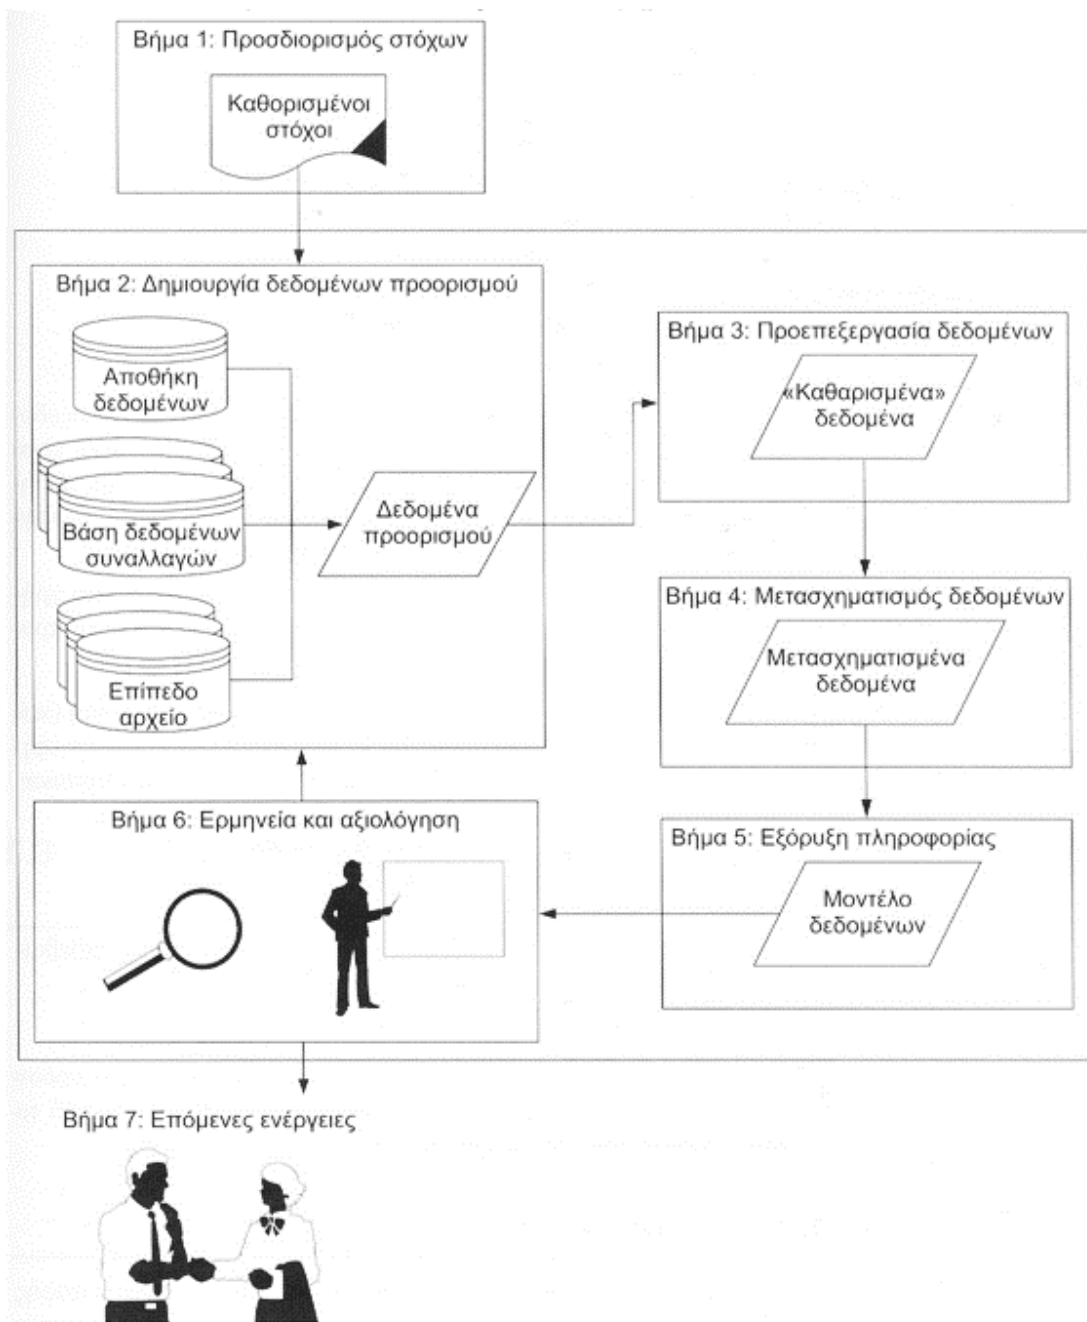 Βήμα 1: Προσδιορισμός στόχων
Καθορισμένοι
στόχοι
Βήμα 2: Δημιουργία δεδομένων προορισμού
Αποθήκη
δεδομένων
Βάση δεδομένων
συναλλαγών
Επίπεδο
αρχείο
Δεδομένα
προορισμού
Βήμα 3: Προεπεξεργασία δεδομένων
«Καθαρισμένα»
δεδομένα
Βήμα 4: Μετασχηματισμός δεδομένων
Μετασχηματισμένα
δεδομένα
Βήμα 5: Εξόρυξη πληροφορίας
Μοντέλο
δεδομένων
Βήμα 6: Ερμηνεία και αξιολόγηση
Βήμα 7: Επόμενες ενέργειες